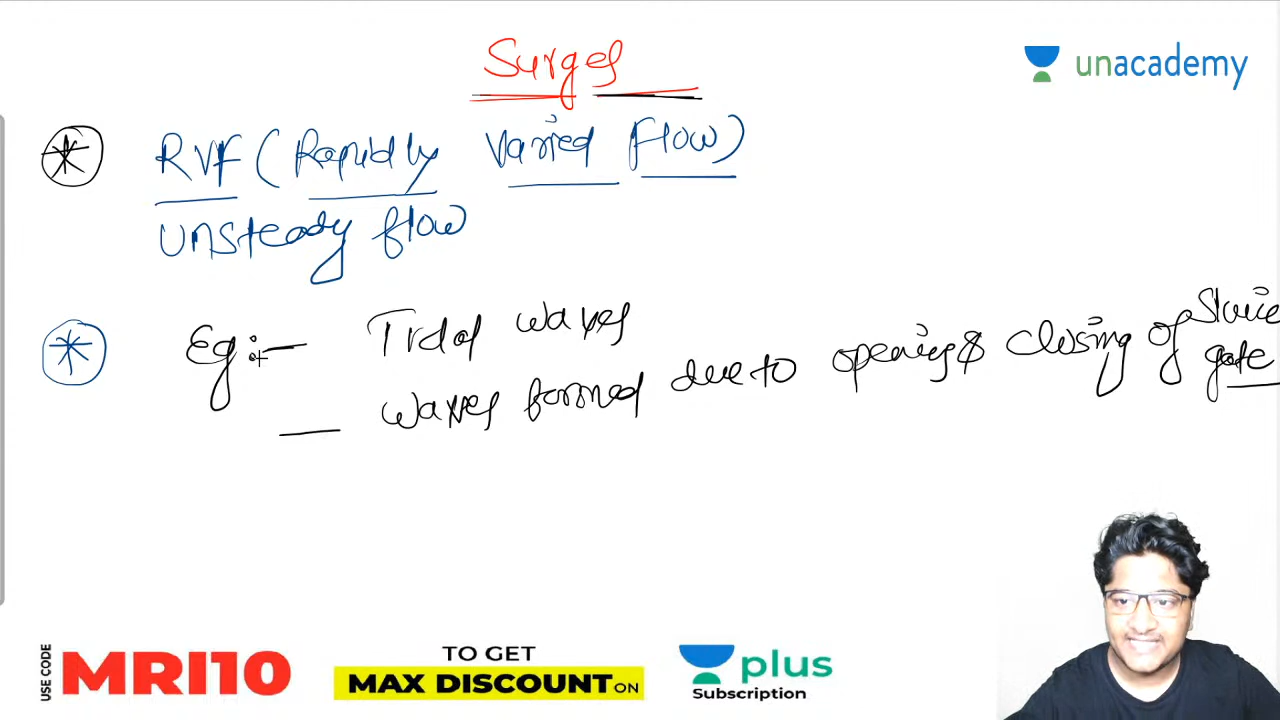 Surges
unacademy
RVF (Rapidly Varied Flow)
unsteady flow
Eg:- Tidal waves
waves formed due to opening & closing of Sluice gate
USE CODE
MRI10
TO GET
MAX DISCOUNT ON
plus
Subscription